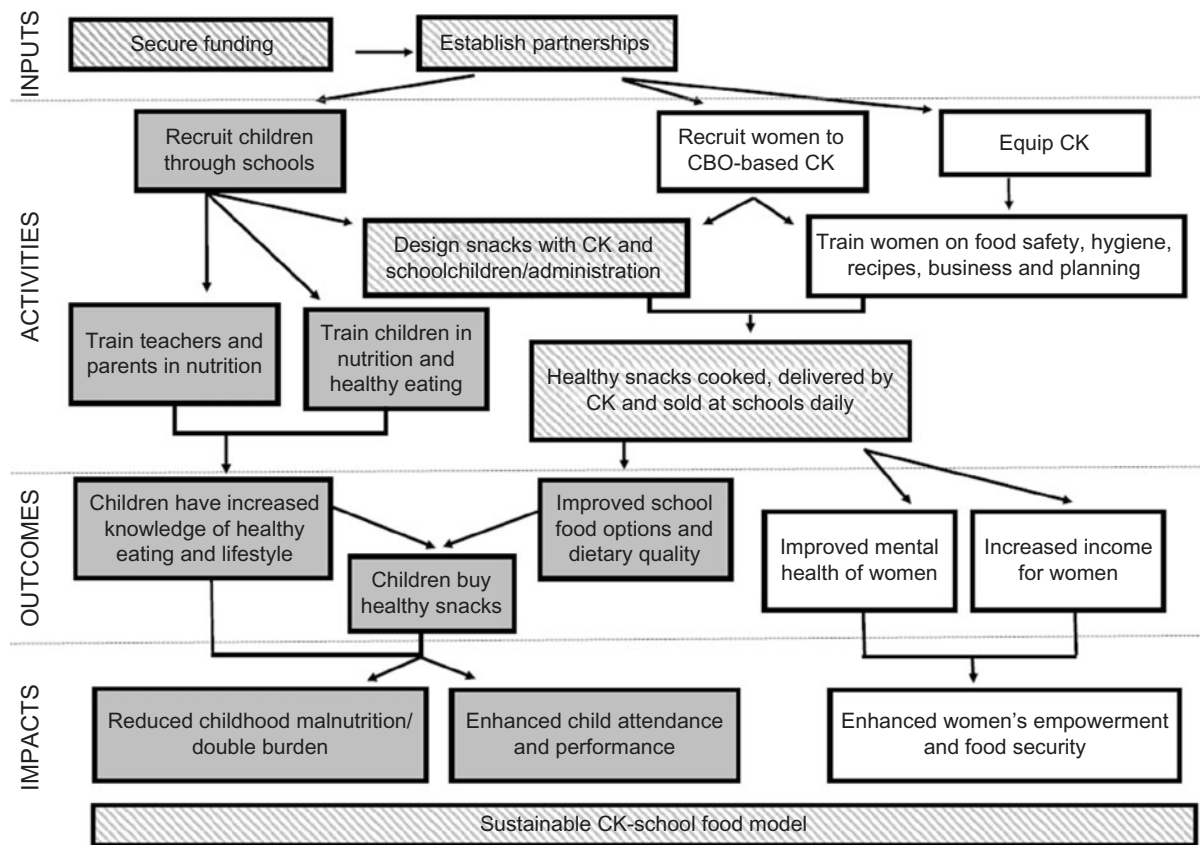 INPUTS
Secure funding
Establish partnerships
ACTIVITIES
Recruit children
through schools
Recruit women to
CBO-based CK
Equip CK
Design snacks with CK and
schoolchildren/administration
Train women on food safety, hygiene,
recipes, business and planning
Train teachers and
parents in nutrition
Train children in
nutrition and
healthy eating
Healthy snacks cooked, delivered by
CK and sold at schools daily
OUTCOMES
Children have increased
knowledge of healthy
eating and lifestyle
Children buy
healthy snacks
Improved school
food options and
dietary quality
Improved mental
health of women
Increased income
for women
IMPACTS
Reduced childhood malnutrition/
double burden
Enhanced child attendance
and performance
Enhanced women's empowerment
and food security
Sustainable CK-school food model